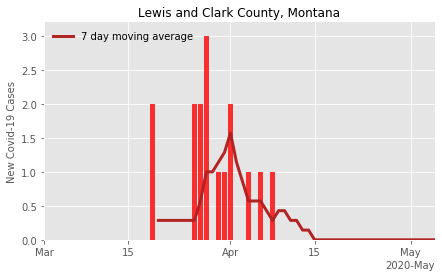 Lewis and Clark County, Montana
7 day moving average
New Covid-19 Cases
3.0
2.5
2.0
1.5
1.0
0.5
0.0
Mar 15 Apr 15 May
2020-May